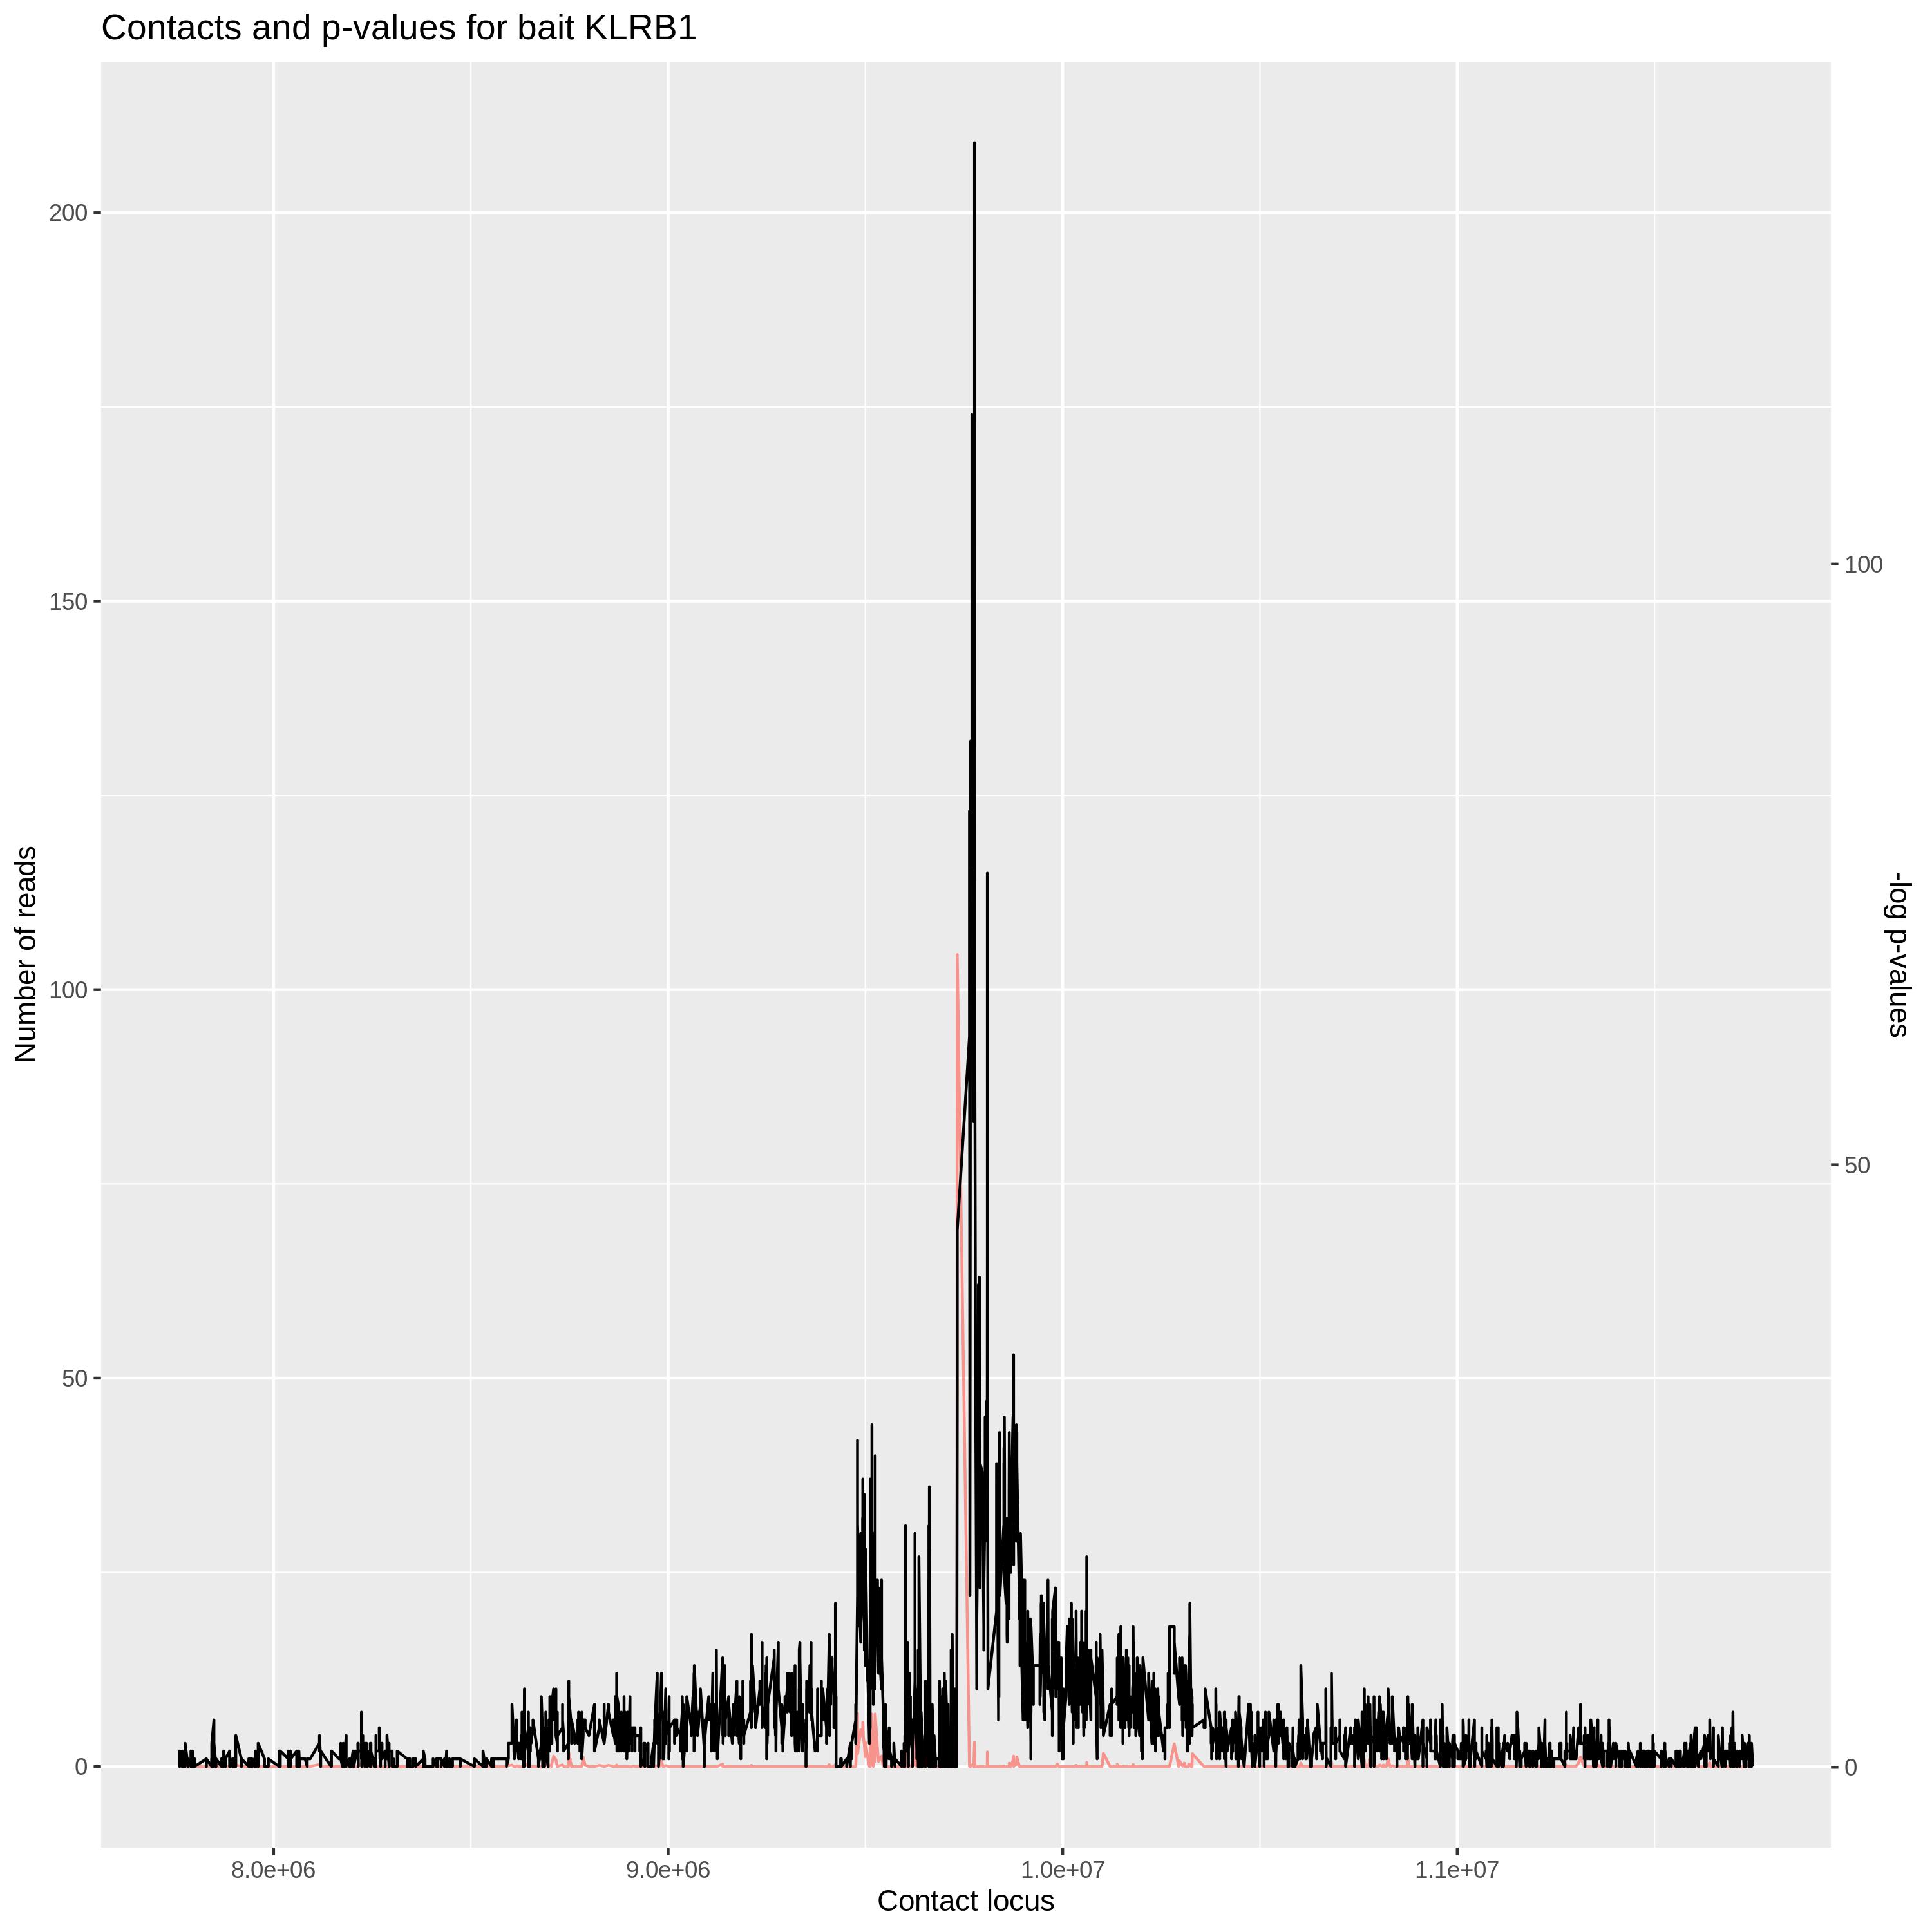 Contacts and p-values for bait KLRB1
200
150
100
50
0
Number of reads
100
50
0
-log p-values
8.0e+06
9.0e+06
1.0e+07
1.1e+07
Contact locus